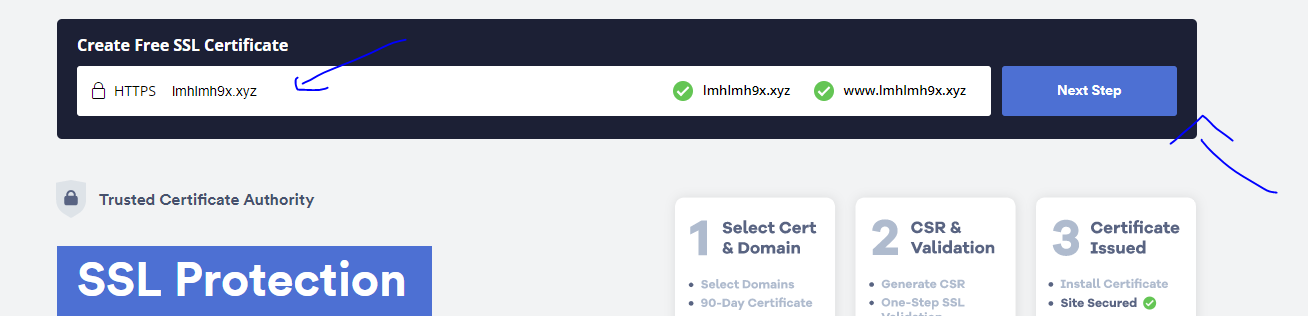 Create Free SSL Certificate
HTTPS lmhlmh9x.xyz lmhlmh9x.xyz www.lmhlmh9x.xyz Next Step
Trusted Certificate Authority
SSL Protection
1 Select Cert
& Domain
• Select Domains
• 90-Day Certificate
2 CSR &
Validation
• Generate CSR
• One-Step SSL
Validation
3 Certificate
Issued
• Install Certificate
• Site Secured